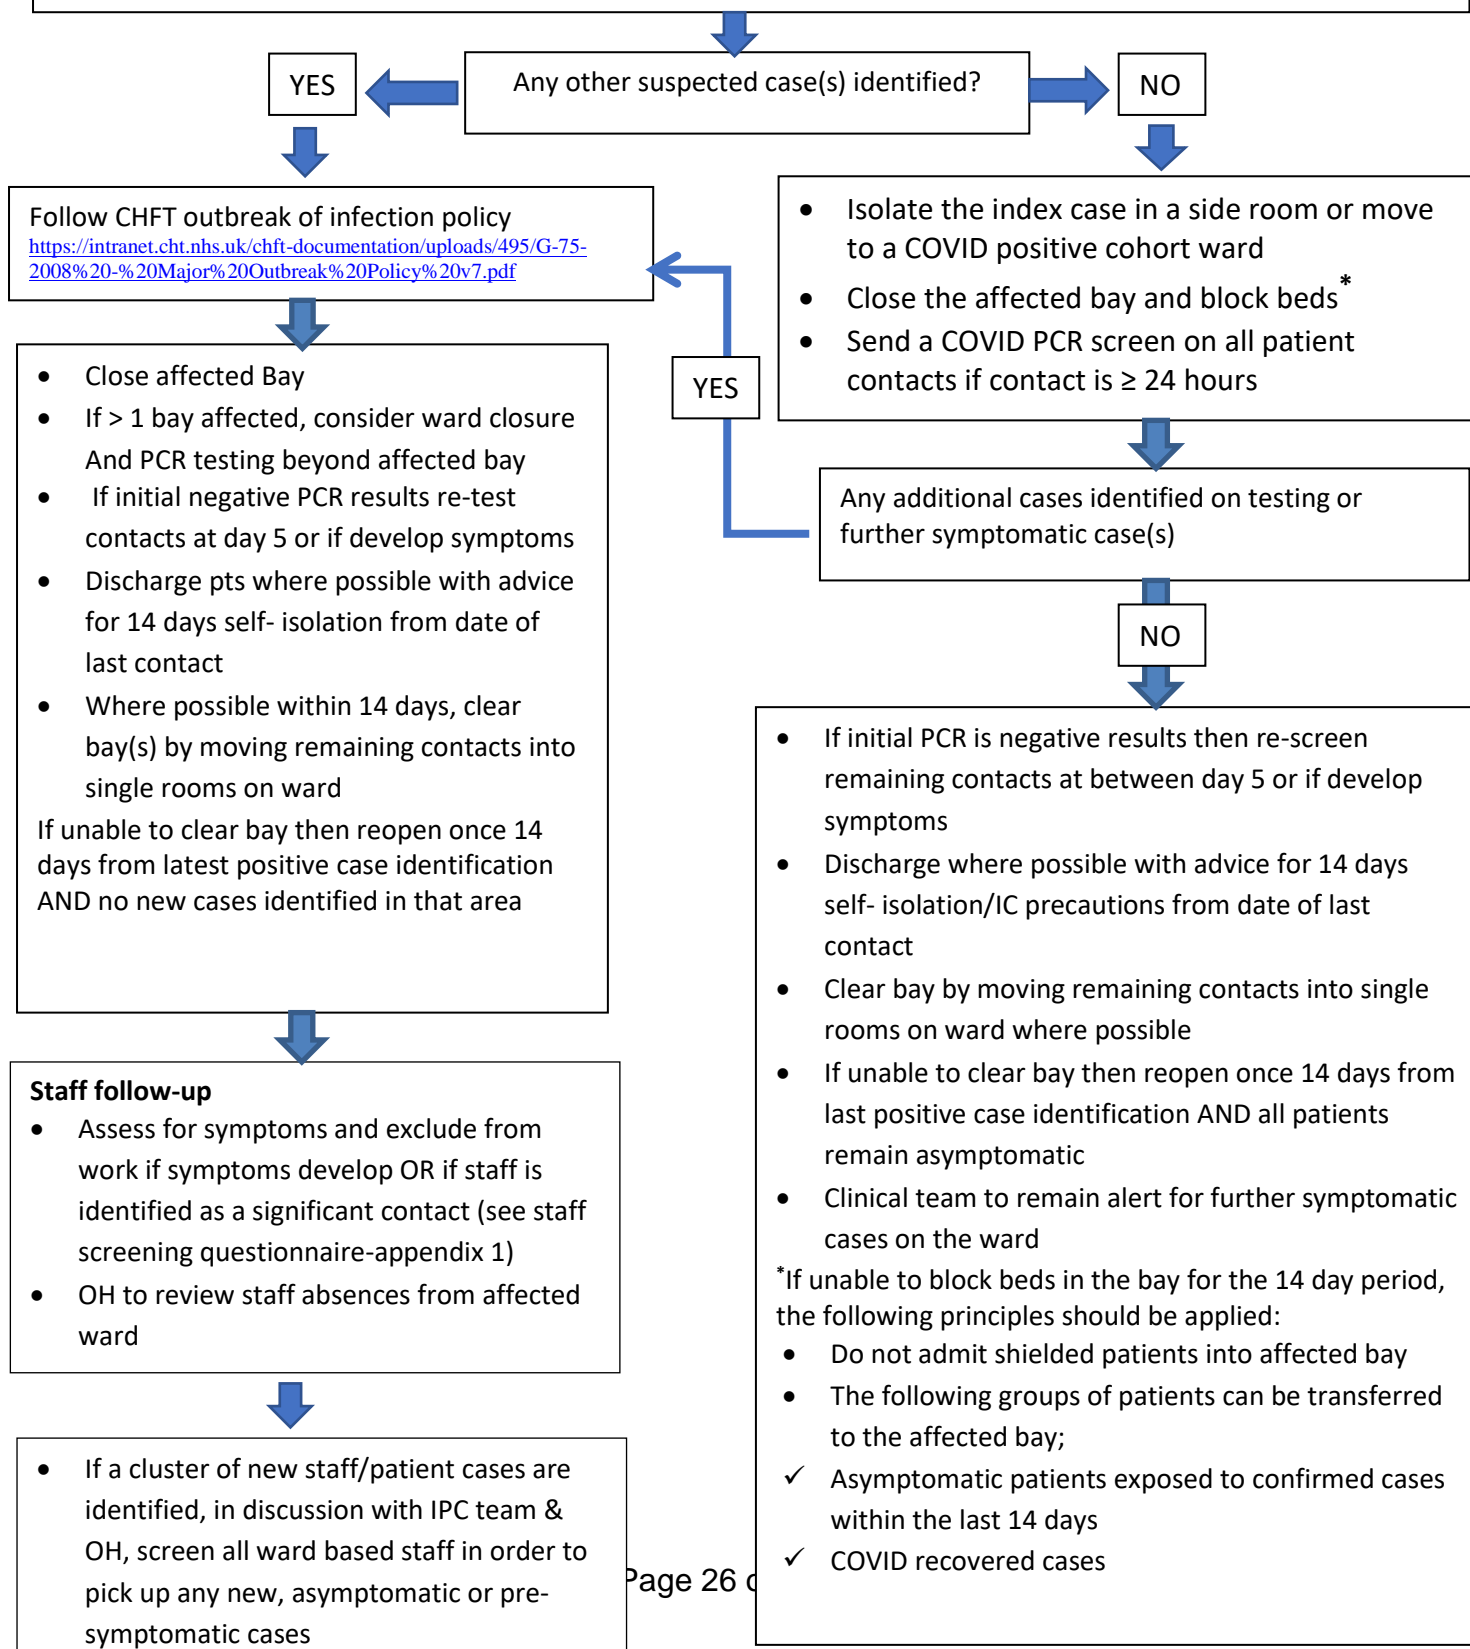 Any other suspected case(s) identified?
YES
NO
Follow CHFT outbreak of infection policy
https://intranet.cht.nhs.uk/chft-documentation/uploads/495/G-75-
2008%20-%20Major%20Outbreak%20Policy%20v7.pdf
• Isolate the index case in a side room or move
to a COVID positive cohort ward
• Close the affected bay and block beds*
• Send a COVID PCR screen on all patient
contacts if contact is ≥ 24 hours
YES
• Close affected Bay
• If > 1 bay affected, consider ward closure
And PCR testing beyond affected bay
• If initial negative PCR results re-test
contacts at day 5 or if develop symptoms
• Discharge pts where possible with advice
for 14 days self- isolation from date of
last contact
• Where possible within 14 days, clear
bay(s) by moving remaining contacts into
single rooms on ward
If unable to clear bay then reopen once 14
days from latest positive case identification
AND no new cases identified in that area
Any additional cases identified on testing or
further symptomatic case(s)
NO
• If initial PCR is negative results then re-screen
remaining contacts at between day 5 or if develop
symptoms
• Discharge where possible with advice for 14 days
self- isolation/IC precautions from date of last
contact
• Clear bay by moving remaining contacts into single
rooms on ward where possible
• If unable to clear bay then reopen once 14 days from
last positive case identification AND all patients
remain asymptomatic
• Clinical team to remain alert for further symptomatic
cases on the ward
*If unable to block beds in the bay for the 14 day period,
the following principles should be applied:
• Do not admit shielded patients into affected bay
• The following groups of patients can be transferred
to the affected bay;
✓ Asymptomatic patients exposed to confirmed cases
within the last 14 days
✓ COVID recovered cases
Staff follow-up
• Assess for symptoms and exclude from
work if symptoms develop OR if staff is
identified as a significant contact (see staff
screening questionnaire-appendix 1)
• OH to review staff absences from affected
ward
• If a cluster of new staff/patient cases are
identified, in discussion with IPC team &
OH, screen all ward based staff in order to
pick up any new, asymptomatic or pre-
symptomatic cases
Page 26